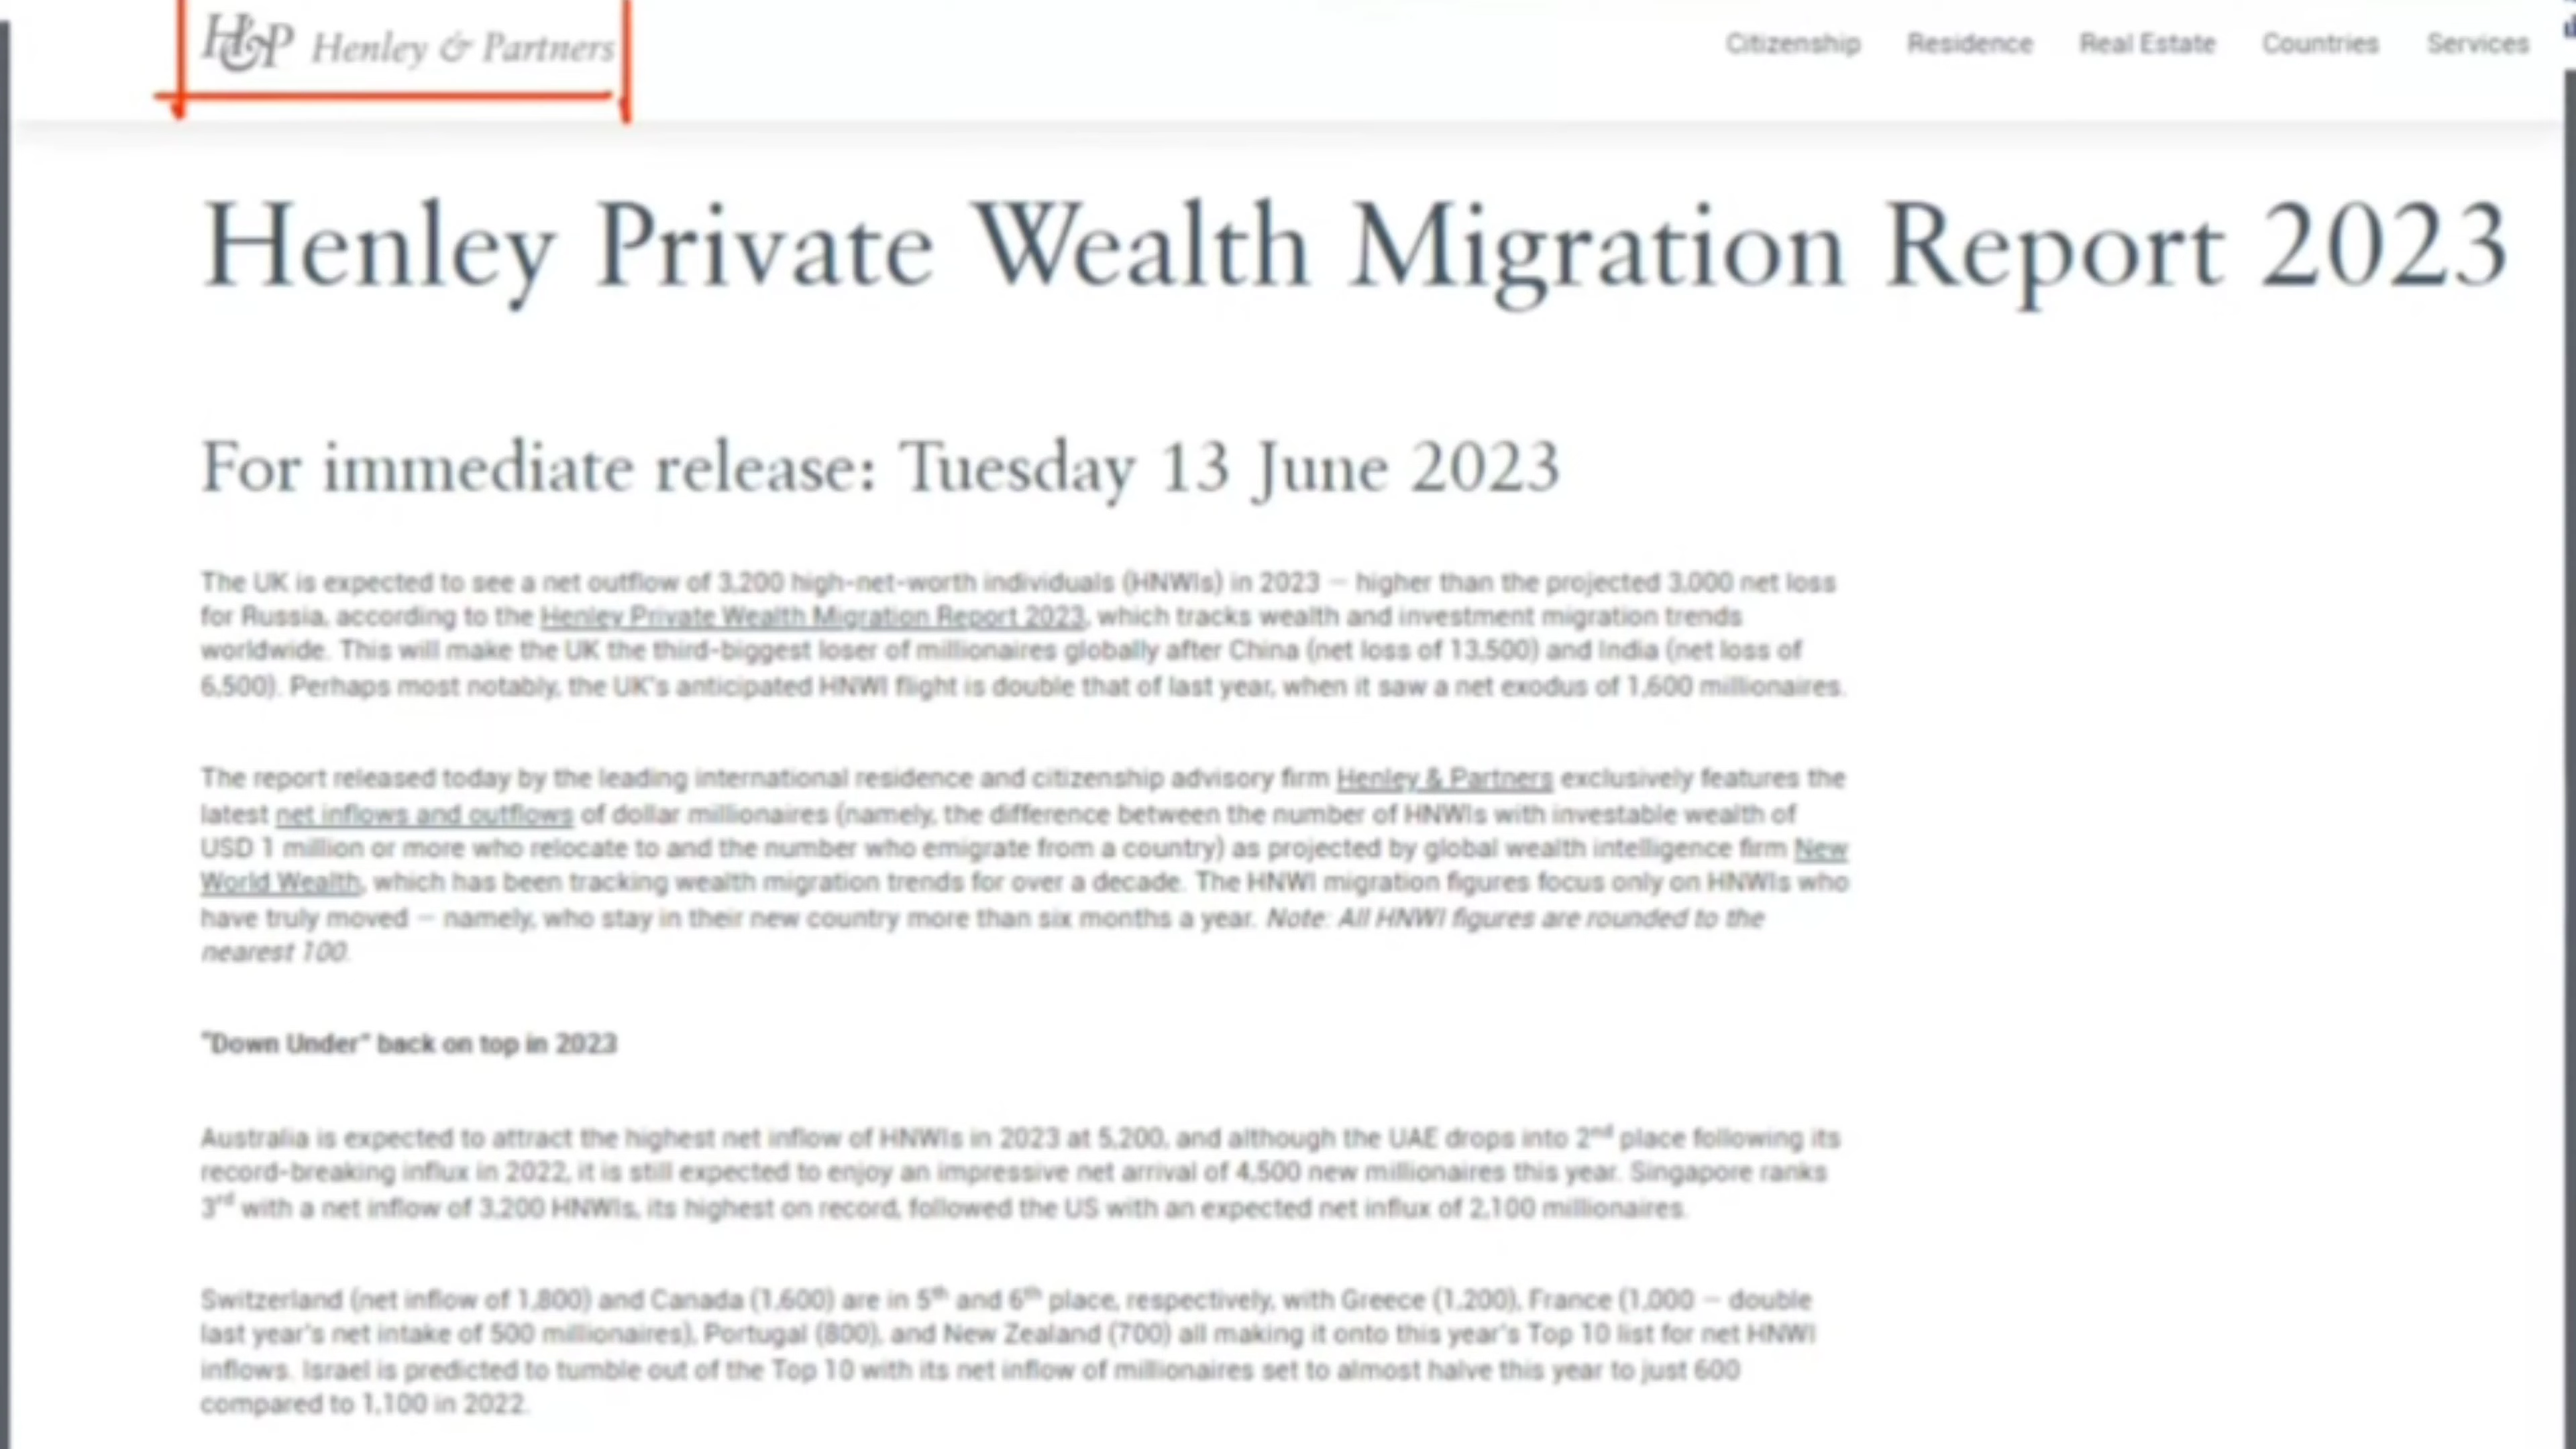 H&P Henley & Partners
Citizenship Residence Real Estate Countries Services
Henley Private Wealth Migration Report 2023
For immediate release: Tuesday 13 June 2023
The UK is expected to see a net outflow of 3,200 high-net-worth individuals (HNWIs) in 2023 — higher than the projected 3,000 net loss
for Russia, according to the Henley Private Wealth Migration Report 2023, which tracks wealth and investment migration trends
worldwide. This will make the UK the third-biggest loser of millionaires globally after China (net loss of 13,500) and India (net loss of
6,500). Perhaps most notably, the UK's anticipated HNWI flight is double that of last year, when it saw a net exodus of 1,600 millionaires.
The report released today by the leading international residence and citizenship advisory firm Henley & Partners exclusively features the
latest net inflows and outflows of dollar millionaires (namely, the difference between the number of HNWIs with investable wealth of
USD 1 million or more who relocate to and the number who emigrate from a country) as projected by global wealth intelligence firm New
World Wealth, which has been tracking wealth migration trends for over a decade. The HNWI migration figures focus only on HNWIs who
have truly moved — namely, who stay in their new country more than six months a year. Note: All HNWI figures are rounded to the
nearest 100.
"Down Under" back on top in 2023
Australia is expected to attract the highest net inflow of HNWIs in 2023 at 5,200, and although the UAE drops into 2nd place following its
record-breaking influx in 2022, it is still expected to enjoy an impressive net arrival of 4,500 new millionaires this year. Singapore ranks
3rd with a net inflow of 3,200 HNWIs, its highest on record, followed the US with an expected net influx of 2,100 millionaires.
Switzerland (net inflow of 1,800) and Canada (1,600) are in 5th and 6th place, respectively, with Greece (1,200), France (1,000 — double
last year's net intake of 500 millionaires), Portugal (800), and New Zealand (700) all making it onto this year's Top 10 list for net HNWI
inflows. Israel is predicted to tumble out of the Top 10 with its net inflow of millionaires set to almost halve this year to just 600
compared to 1,100 in 2022.